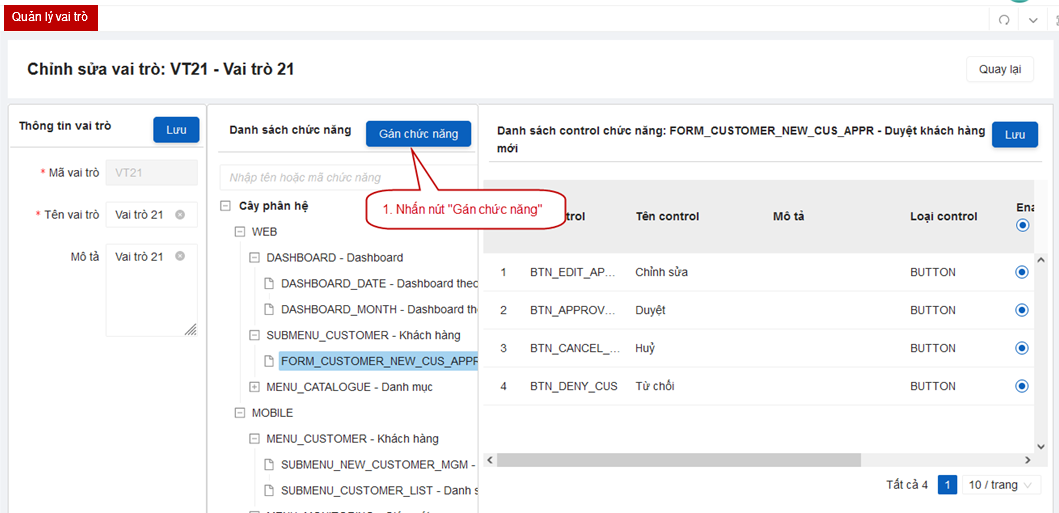 Quản lý vai trò
Chỉnh sửa vai trò: VT21 - Vai trò 21
Quay lại
Thông tin vai trò
Lưu
* Mã vai trò
VT21
* Tên vai trò
Vai trò 21
Mô tả
Vai trò 21
Danh sách chức năng
Gán chức năng
Nhập tên hoặc mã chức năng
1. Nhấn nút "Gán chức năng"
Cây phân hệ
WEB
DASHBOARD - Dashboard
DASHBOARD_DATE - Dashboard theo
DASHBOARD_MONTH - Dashboard
SUBMENU_CUSTOMER - Khách hàng
FORM_CUSTOMER_NEW_CUS_APPR
MENU_CATALOGUE - Danh mục
MOBILE
MENU_CUSTOMER - Khách hàng
SUBMENU_NEW_CUSTOMER_MGM -
SUBMENU_CUSTOMER_LIST - Danh s
Danh sách control chức năng: FORM_CUSTOMER_NEW_CUS_APPR - Duyệt khách hàng
mới
Lưu
Tên control Mô tả Loại control Ena
1 BTN_EDIT_AP... Chỉnh sửa BUTTON
2 BTN_APPROV... Duyệt BUTTON
3 BTN_CANCEL_... Huỷ BUTTON
4 BTN_DENY_CUS Từ chối BUTTON
Tất cả 4 1 10 / trang